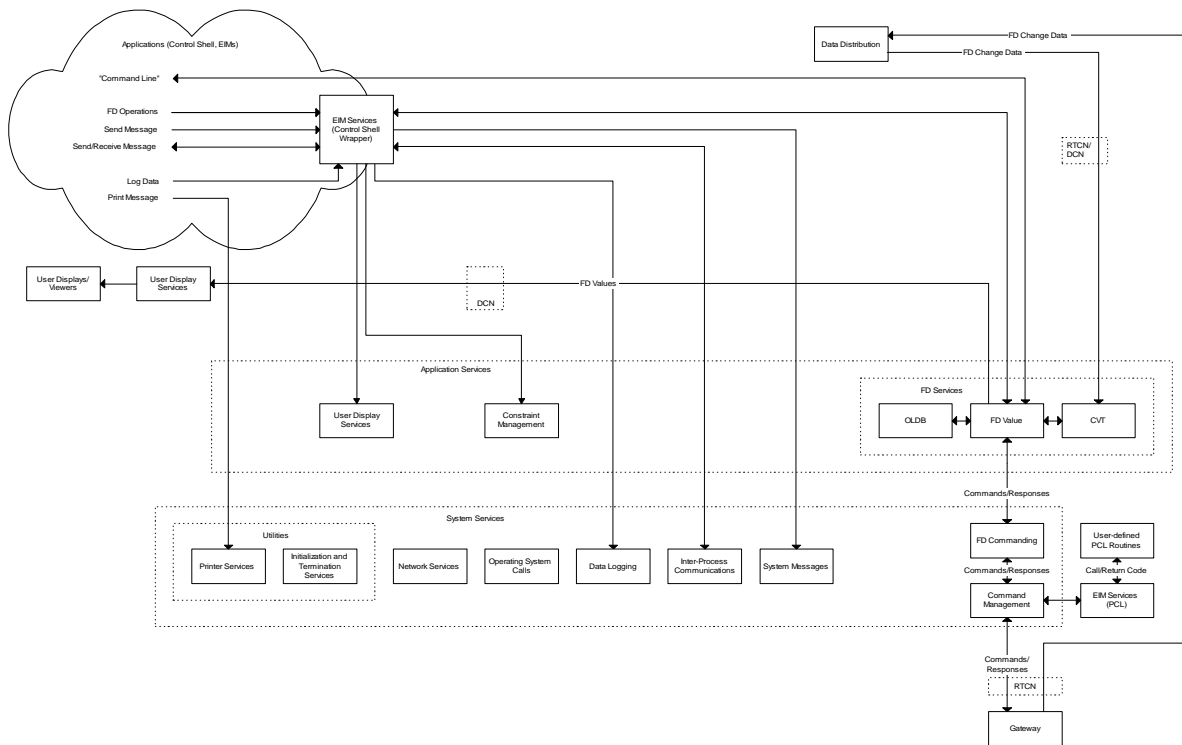 Applications (Control Shell, EIMs)
"Command Line"
FD Operations
Send Message
Send/Receive Message
Log Data
Print Message
EIM Services
(Control Shell
Wrapper)
Data Distribution
FD Change Data
FD Change Data
RTCN/
DCN
User Displays/
Viewers
User Display
Services
DCN
FD Values
Application Services
User Display
Services
Constraint
Management
FD Services
OLDB
FD Value
CVT
Commands/Responses
System Services
Utilities
Printer Services
Initialization and
Termination
Services
Network Services
Operating System
Calls
Data Logging
Inter-Process
Communications
System Messages
FD Commanding
Commands/Responses
Command
Management
User-defined
PCL Routines
Call/Return Code
EIM Services
(PCL)
Commands/
Responses
RTCN
Gateway